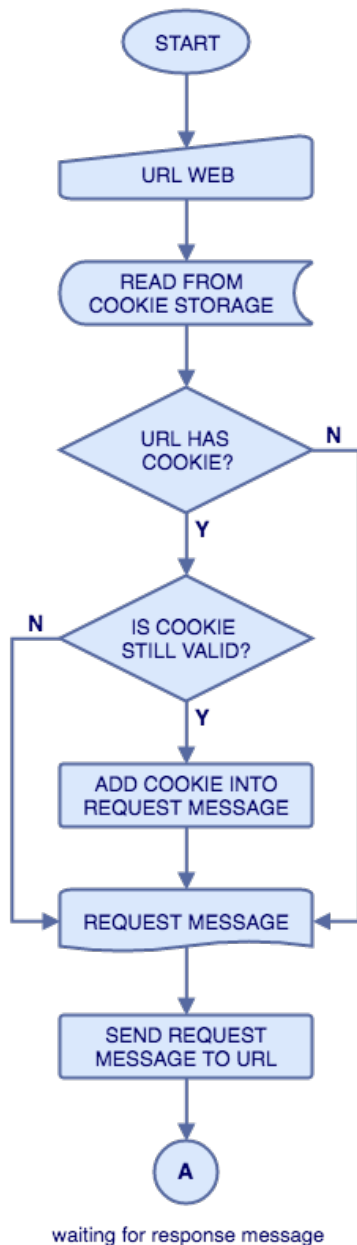 START
URL WEB
READ FROM
COOKIE STORAGE
URL HAS
COOKIE?
N
Y
N
IS COOKIE
STILL VALID?
Y
ADD COOKIE INTO
REQUEST MESSAGE
REQUEST MESSAGE
SEND REQUEST
MESSAGE TO URL
A
waiting for response message